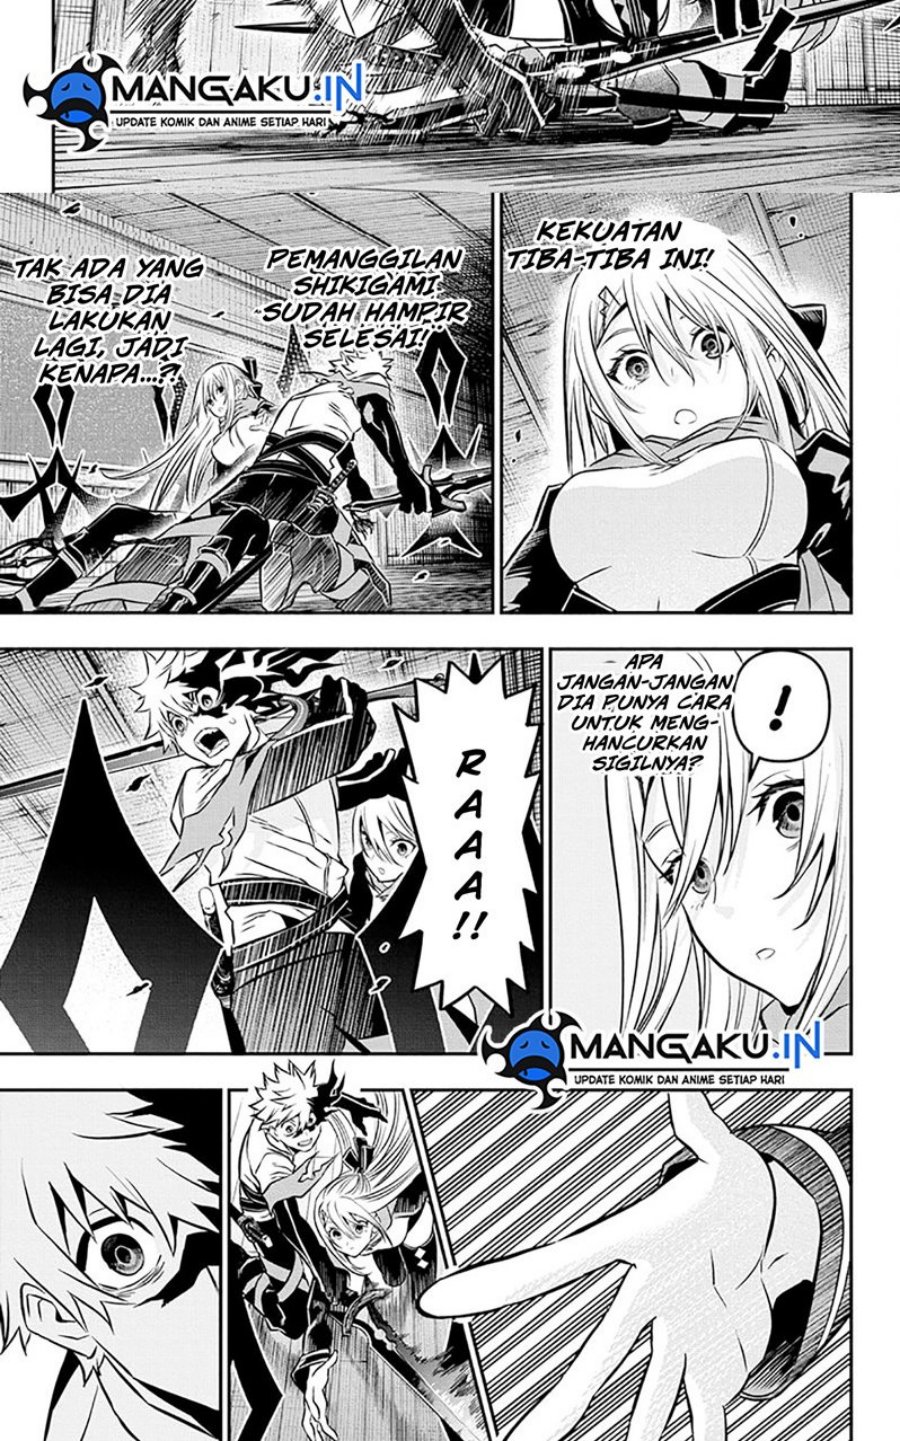 MANGAKU.IN
UPDATE KOMIK DAN ANIME SETIAP HARI
KEKUATAN
TIBA-TIBA INI!
PEMANGGILAN
SHIKIGAMI
SUDAH HAMPIR
SELESAI!!
TAK ADA YANG
BISA DIA
LAKUKAN
LAGI, JADI
KENAPA...?!
!
APA
JANGAN-JANGAN
DIA PUNYA CARA
UNTUK MENG-
HANCURKAN
SIGILNYA?
RAAA!!
MANGAKU.IN
UPDATE KOMIK DAN ANIME SETIAP HARI